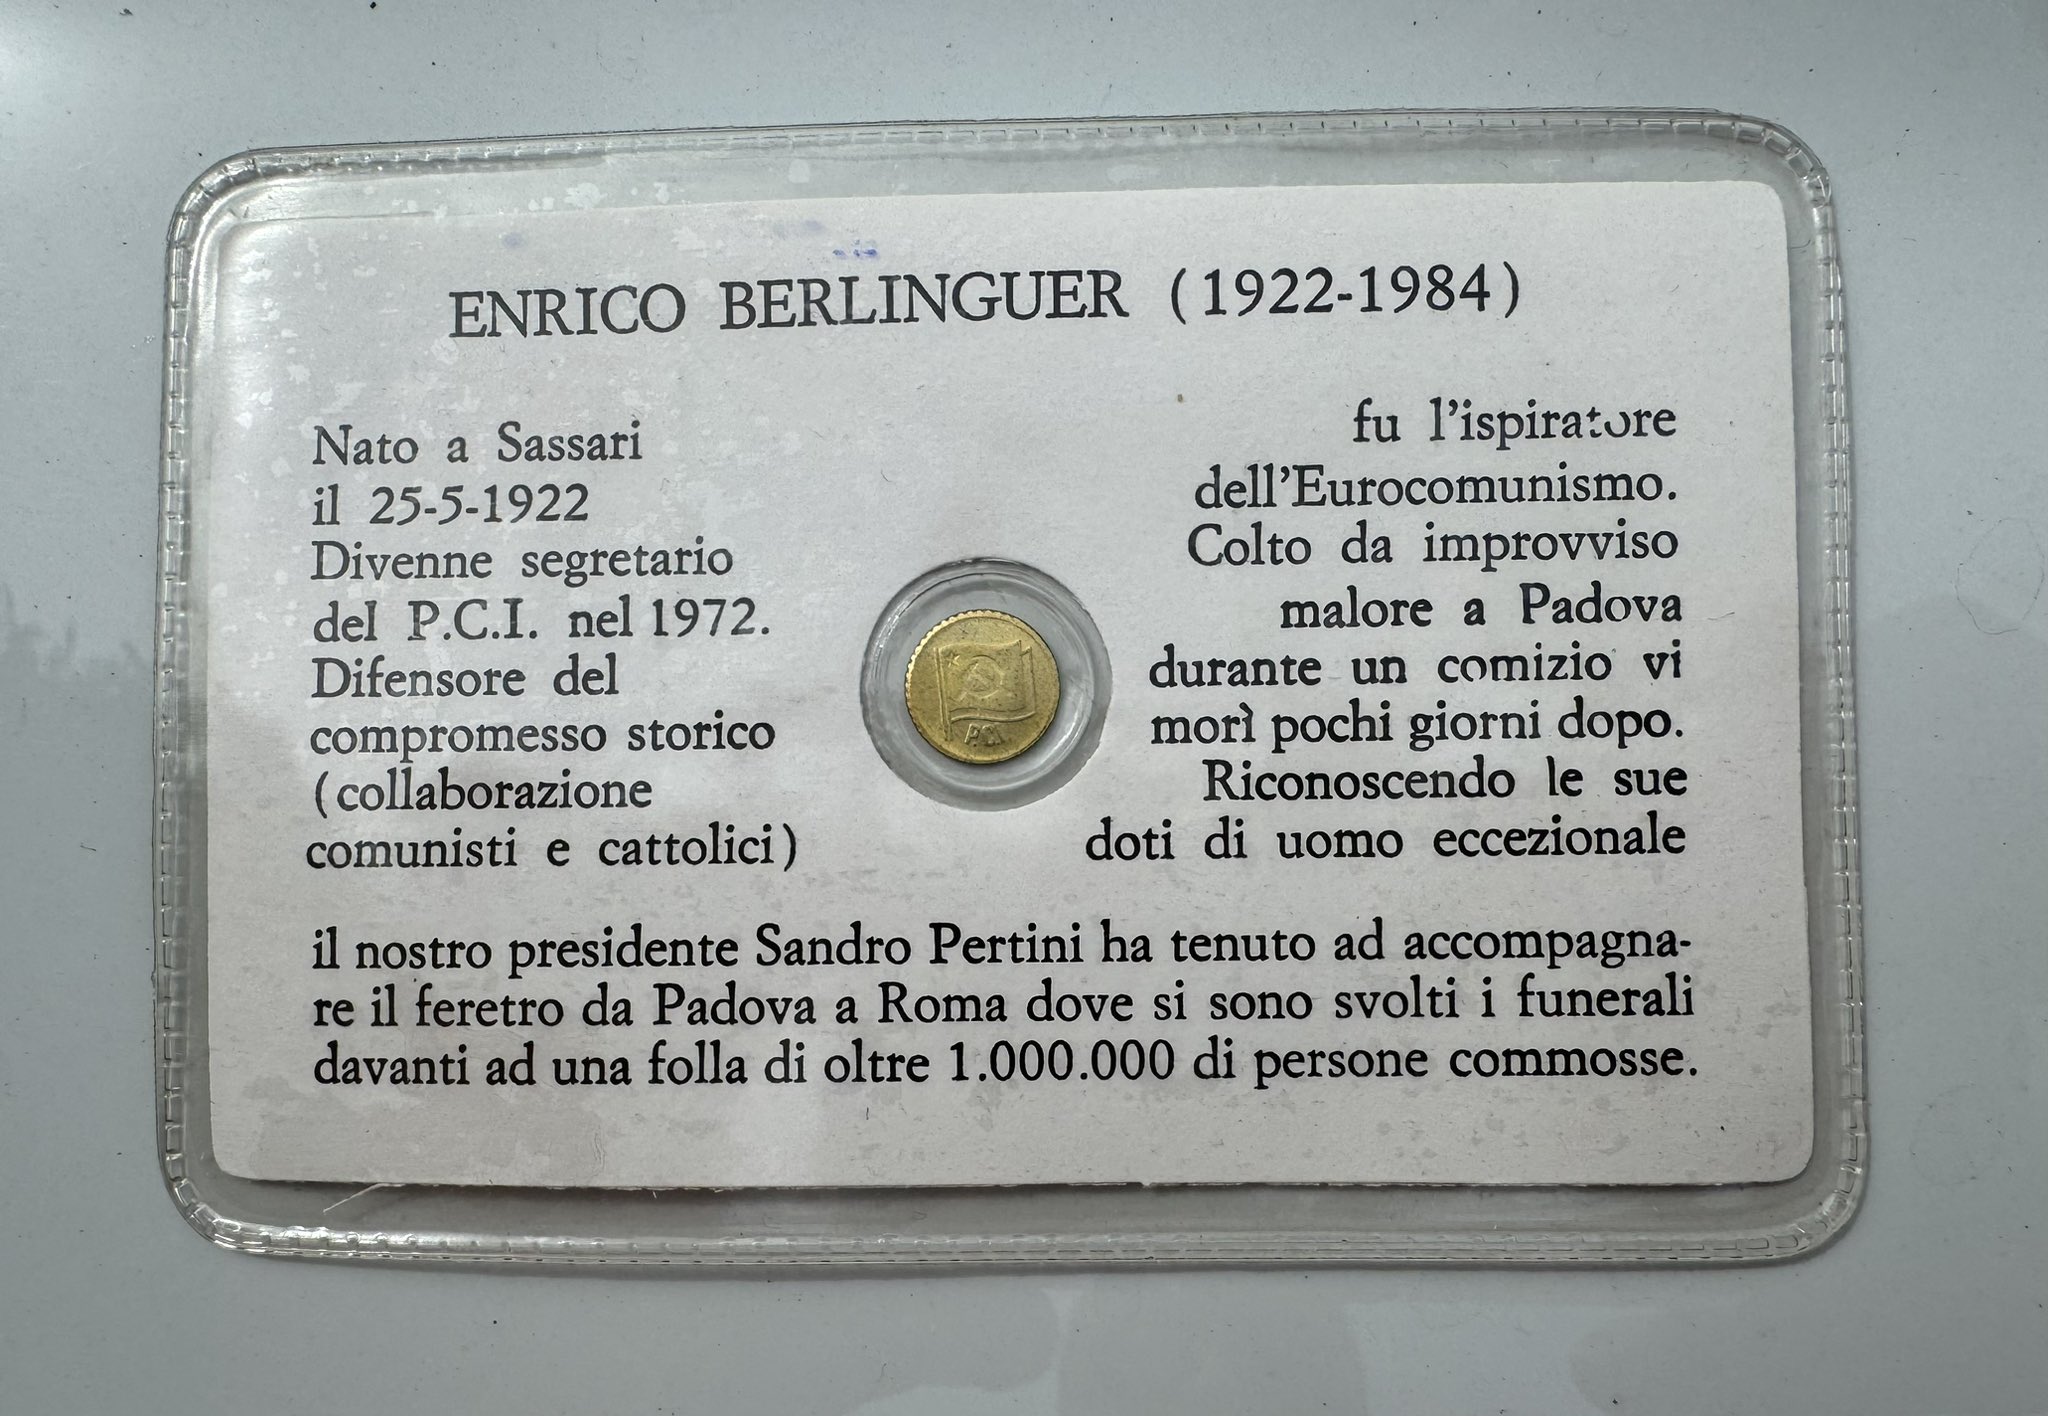 ENRICO BERLINGUER (1922-1984)
Nato a Sassari
il 25-5-1922
Divenne segretario
del P.C.I. nel 1972.
Difensore del
compromesso storico
(collaborazione
comunisti e cattolici)
fu l'ispiratore
dell'Eurocomunismo.
Colto da improvviso
malore a Padova
durante un comizio vi
morì pochi giorni dopo.
Riconoscendo le sue
doti di uomo eccezionale
il nostro presidente Sandro Pertini ha tenuto ad accompagna-
re il feretro da Padova a Roma dove si sono svolti i funerali
davanti ad una folla di oltre 1.000.000 di persone commosse.
P.C.I.